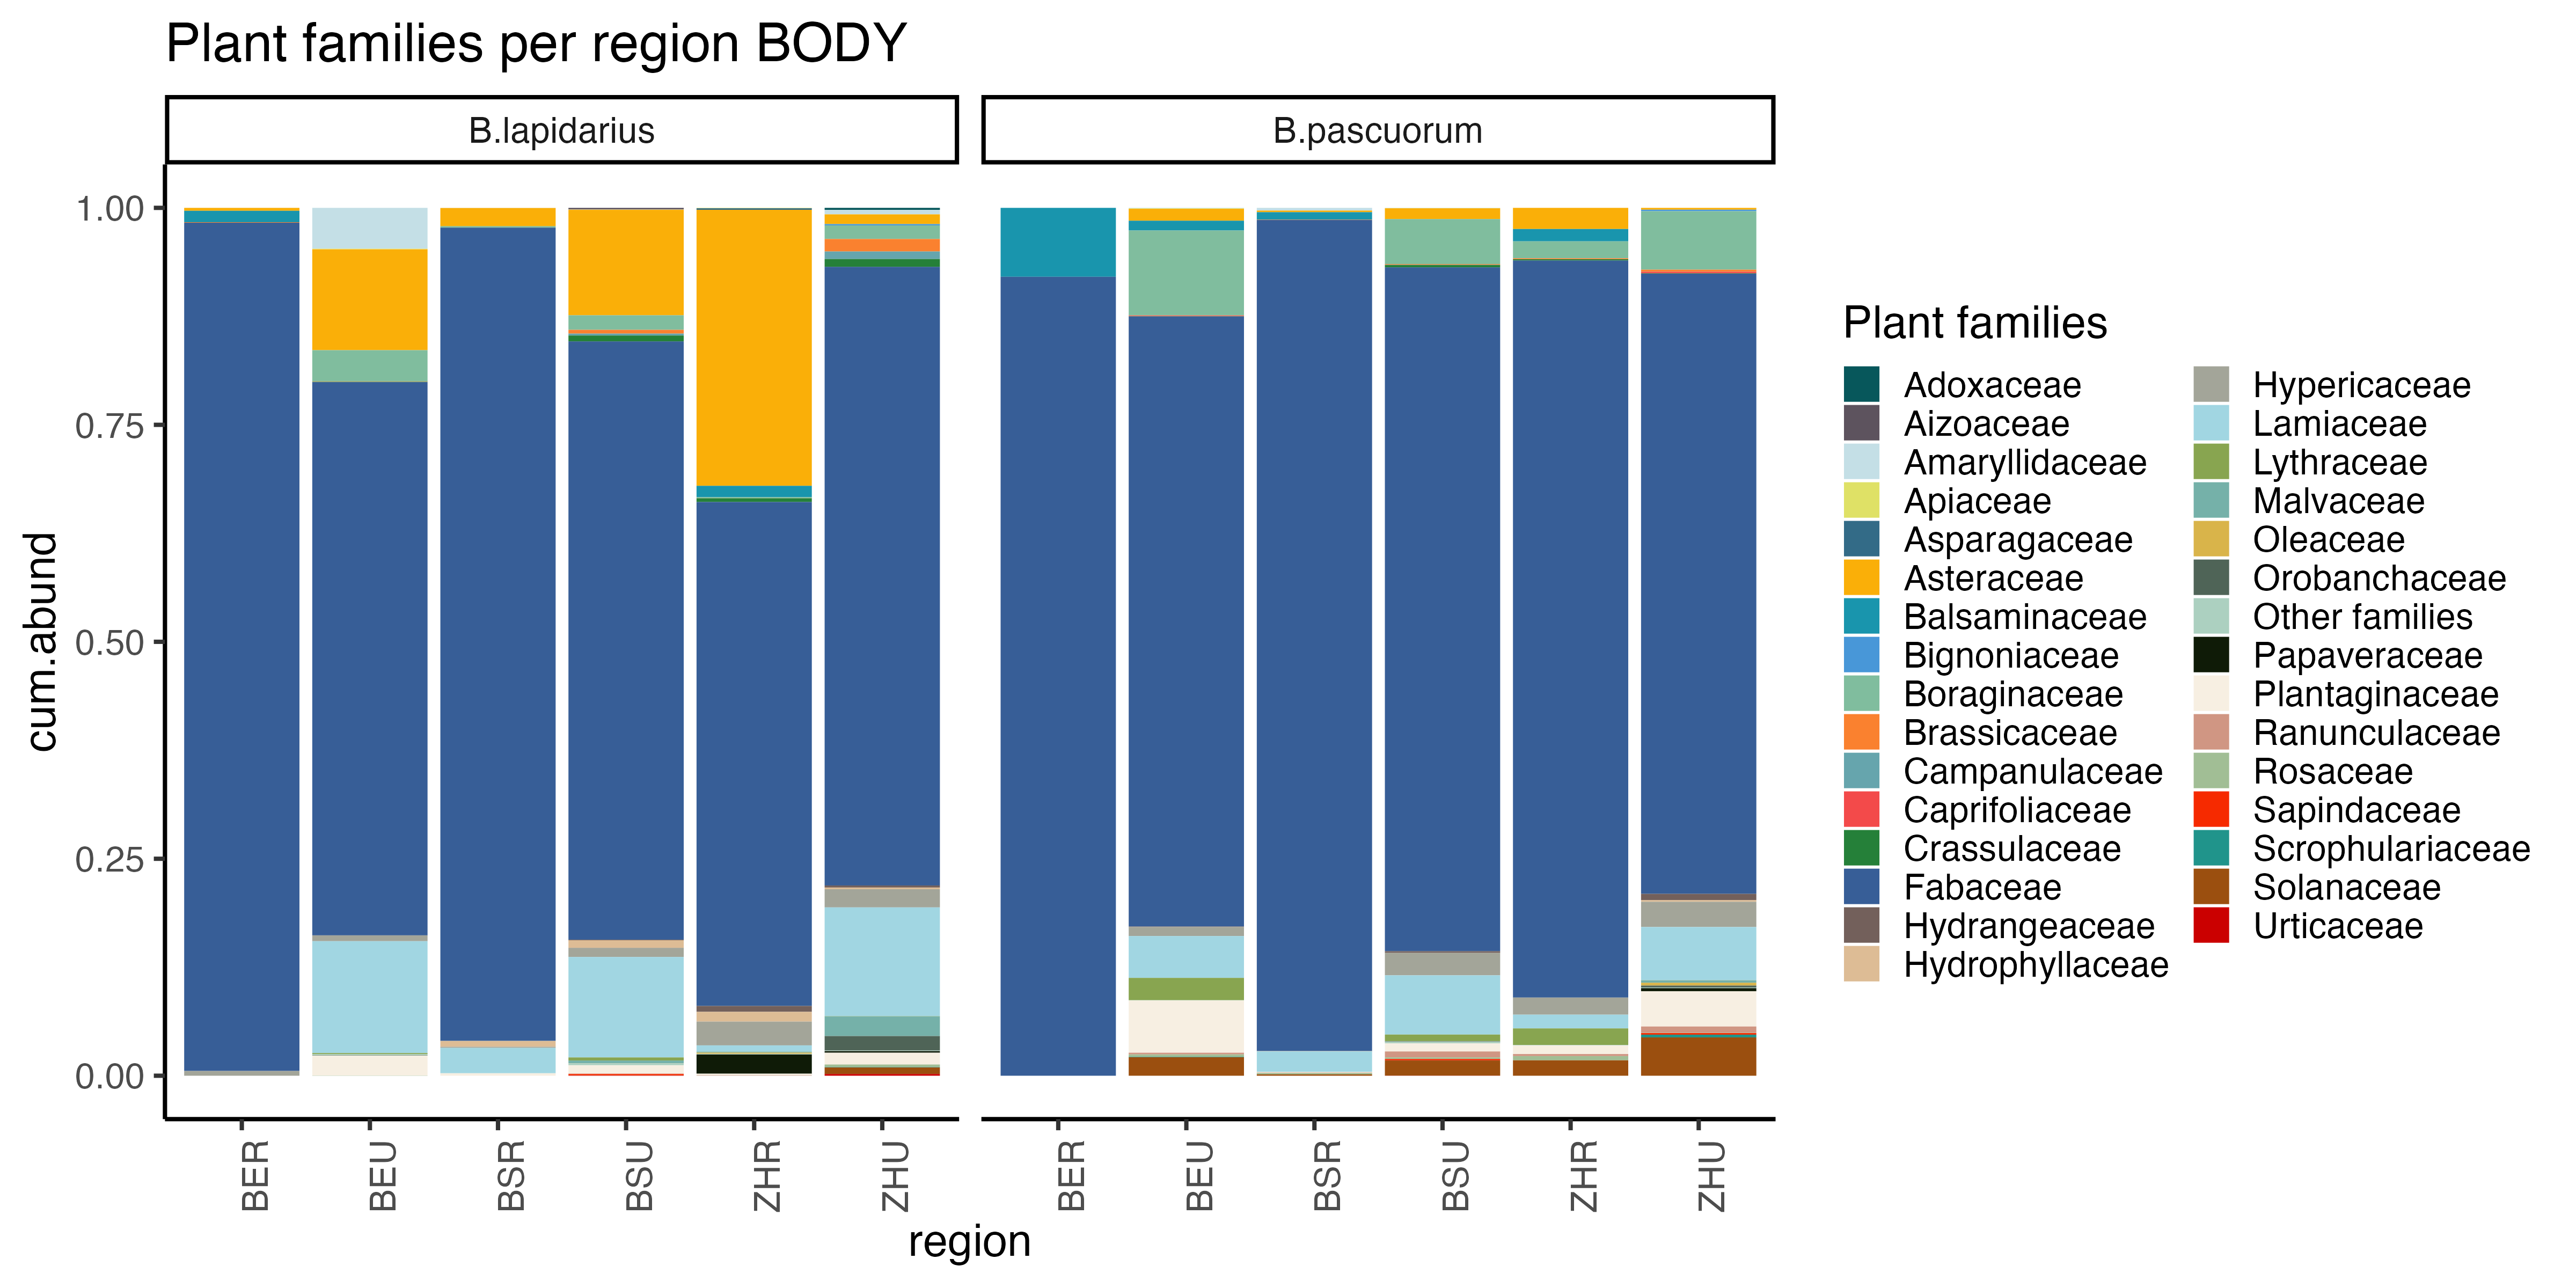 Plant families per region BODY
B.lapidarius
B.pascuorum
cum.abund
1.00
0.75
0.50
0.25
0.00
BER
BEU
BSR
BSU
ZHR
ZHU
BER
BEU
BSR
BSU
ZHR
ZHU
region
Plant families
Adoxaceae
Aizoaceae
Amaryllidaceae
Apiaceae
Asparagaceae
Asteraceae
Balsaminaceae
Bignoniaceae
Boraginaceae
Brassicaceae
Campanulaceae
Caprifoliaceae
Crassulaceae
Fabaceae
Hydrangeaceae
Hydrophyllaceae
Hypericaceae
Lamiaceae
Lythraceae
Malvaceae
Oleaceae
Orobanchaceae
Other families
Papaveraceae
Plantaginaceae
Ranunculaceae
Rosaceae
Sapindaceae
Scrophulariaceae
Solanaceae
Urticaceae